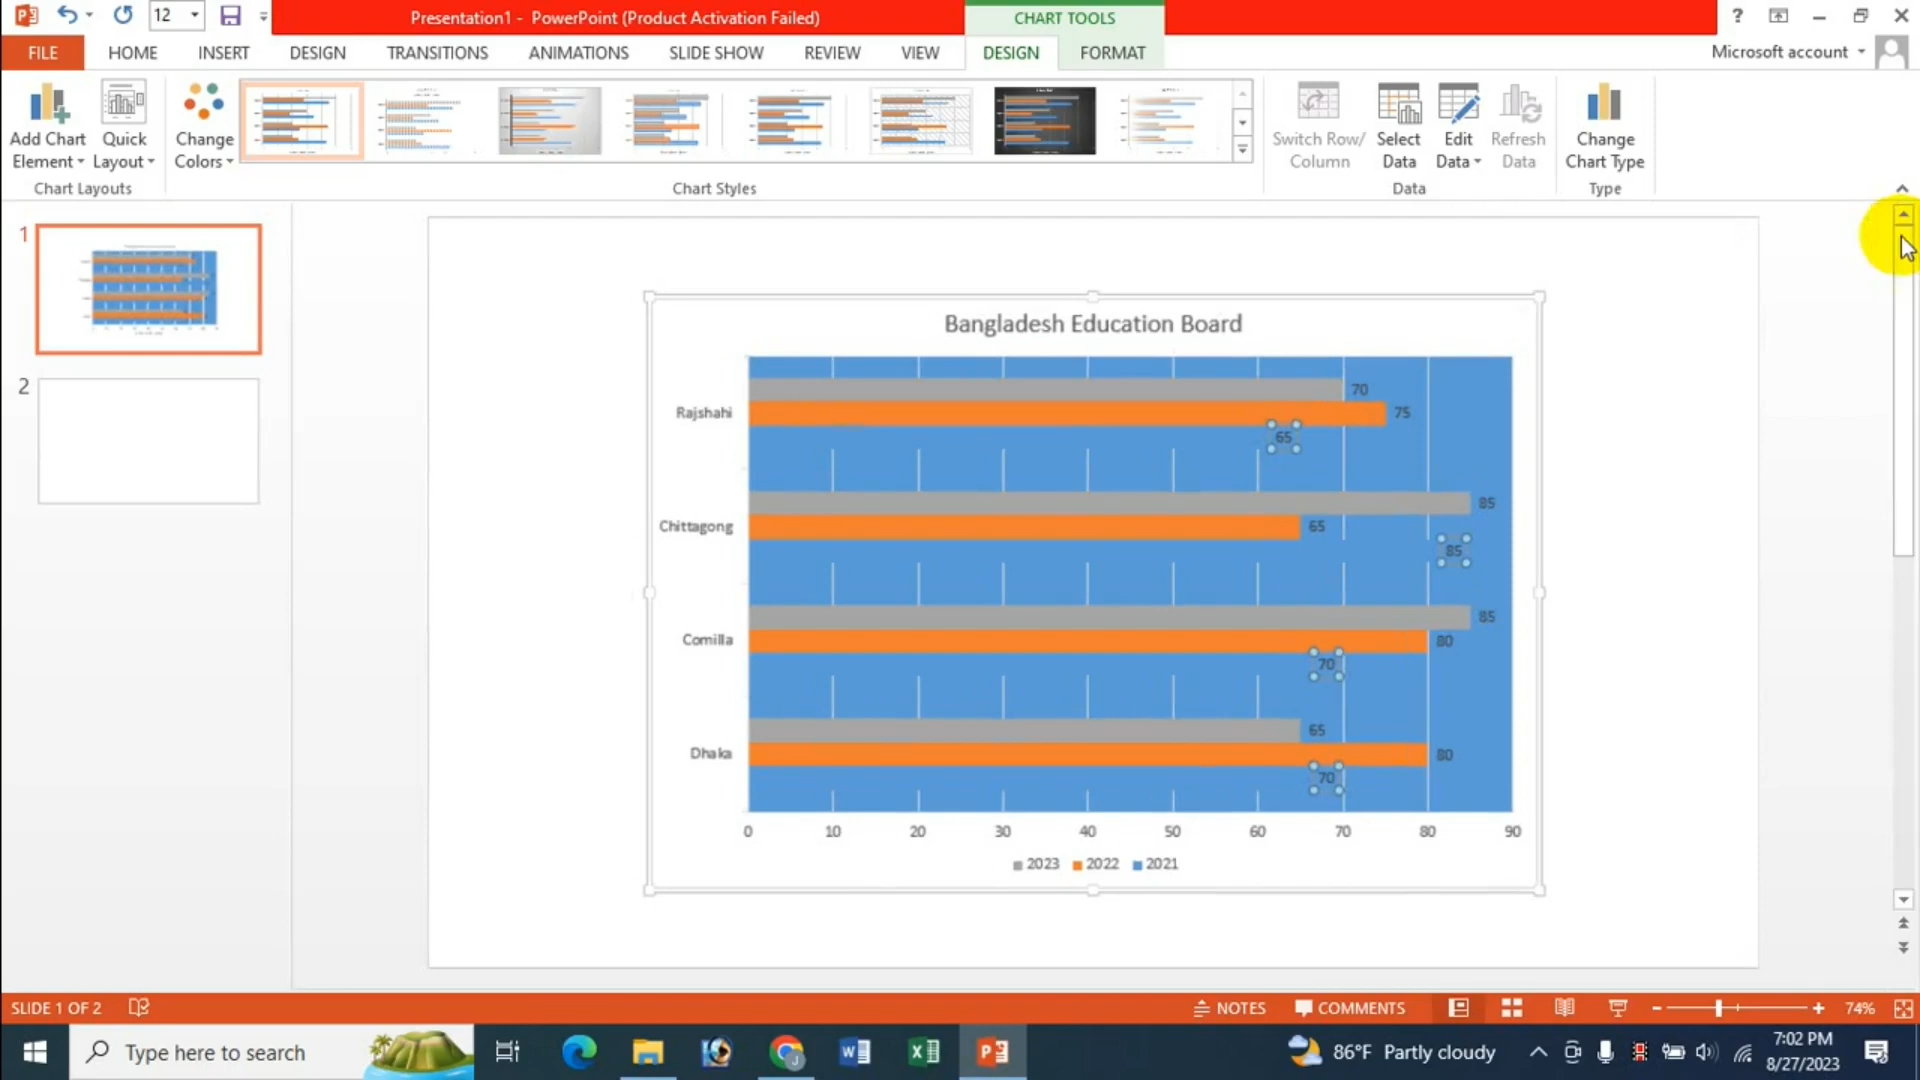 12
Presentation1 - PowerPoint (Product Activation Failed)
CHART TOOLS
?
FILE
HOME
INSERT
DESIGN
TRANSITIONS
ANIMATIONS
SLIDE SHOW
REVIEW
VIEW
DESIGN
FORMAT
Microsoft account
Add Chart Element
Quick Layout
Change Colors
Switch Row/ Column
Select Data
Edit Data
Refresh Data
Change Chart Type
Chart Layouts
Chart Styles
Data
Type
1
2
Bangladesh Education Board
Rajshahi
70
75
65
Chittagong
85
65
85
Comilla
85
80
70
Dhaka
65
80
70
0 10 20 30 40 50 60 70 80 90
2023 2022 2021
SLIDE 1 OF 2
NOTES
COMMENTS
74%
Type here to search
86°F Partly cloudy
7:02 PM
8/27/2023